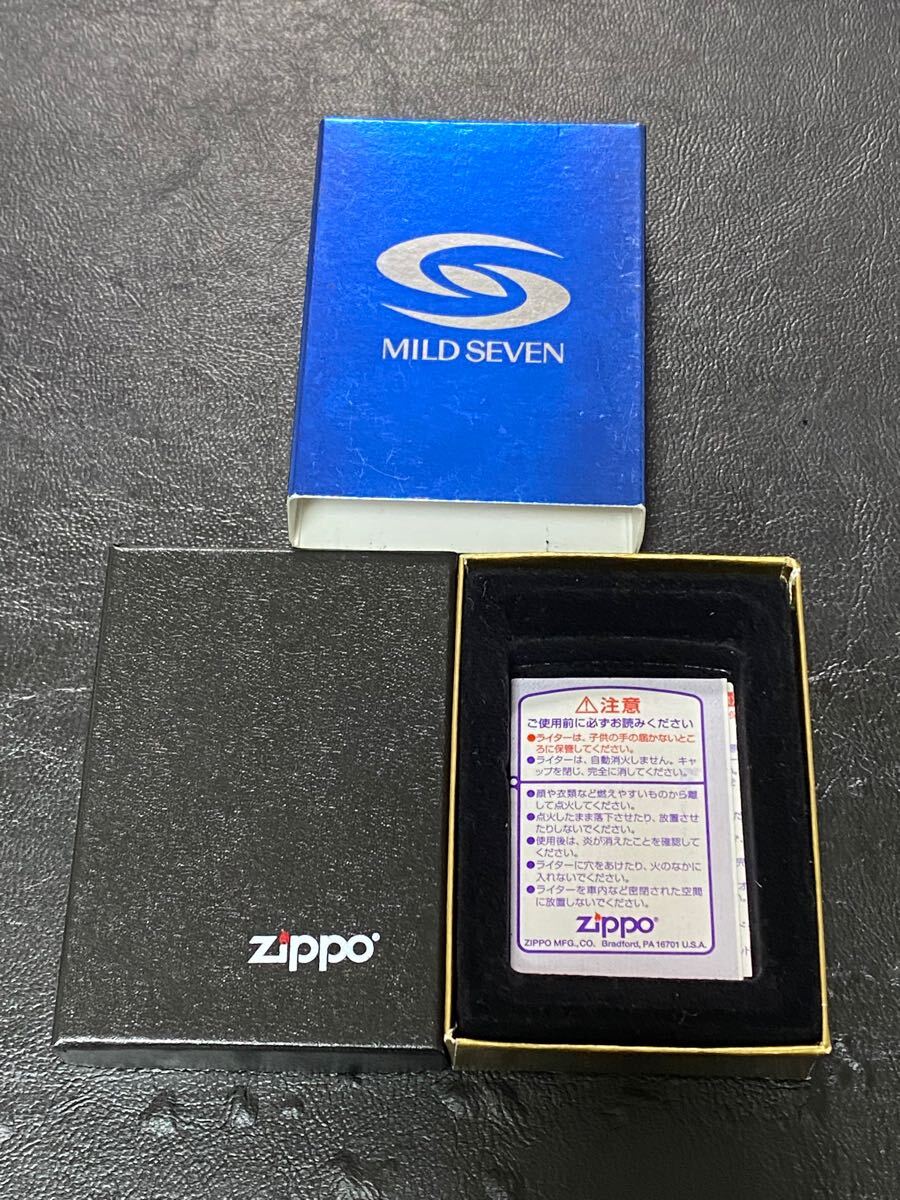 MILD SEVEN
zippo®
⚠注意
ご使用前に必ずお読みください
●ライターは、子供の手の届かないとこ
ろに保管してください。
●ライターは、自動消火しません。キャ
ップを閉じ、完全に消してください。
●顔や衣類など燃えやすいものから離
して点火してください。
●点火したまま落下させたり、放置させ
たりしないでください。
●使用後は、炎が消えたことを確認して
ください。
●ライターに穴をあけたり、火のなかに
入れないでください。
●ライターを車内など密閉された空間
に放置しないでください。
zippo®
ZIPPO MFG.,CO. Bradford, PA 16701 U.S.A.